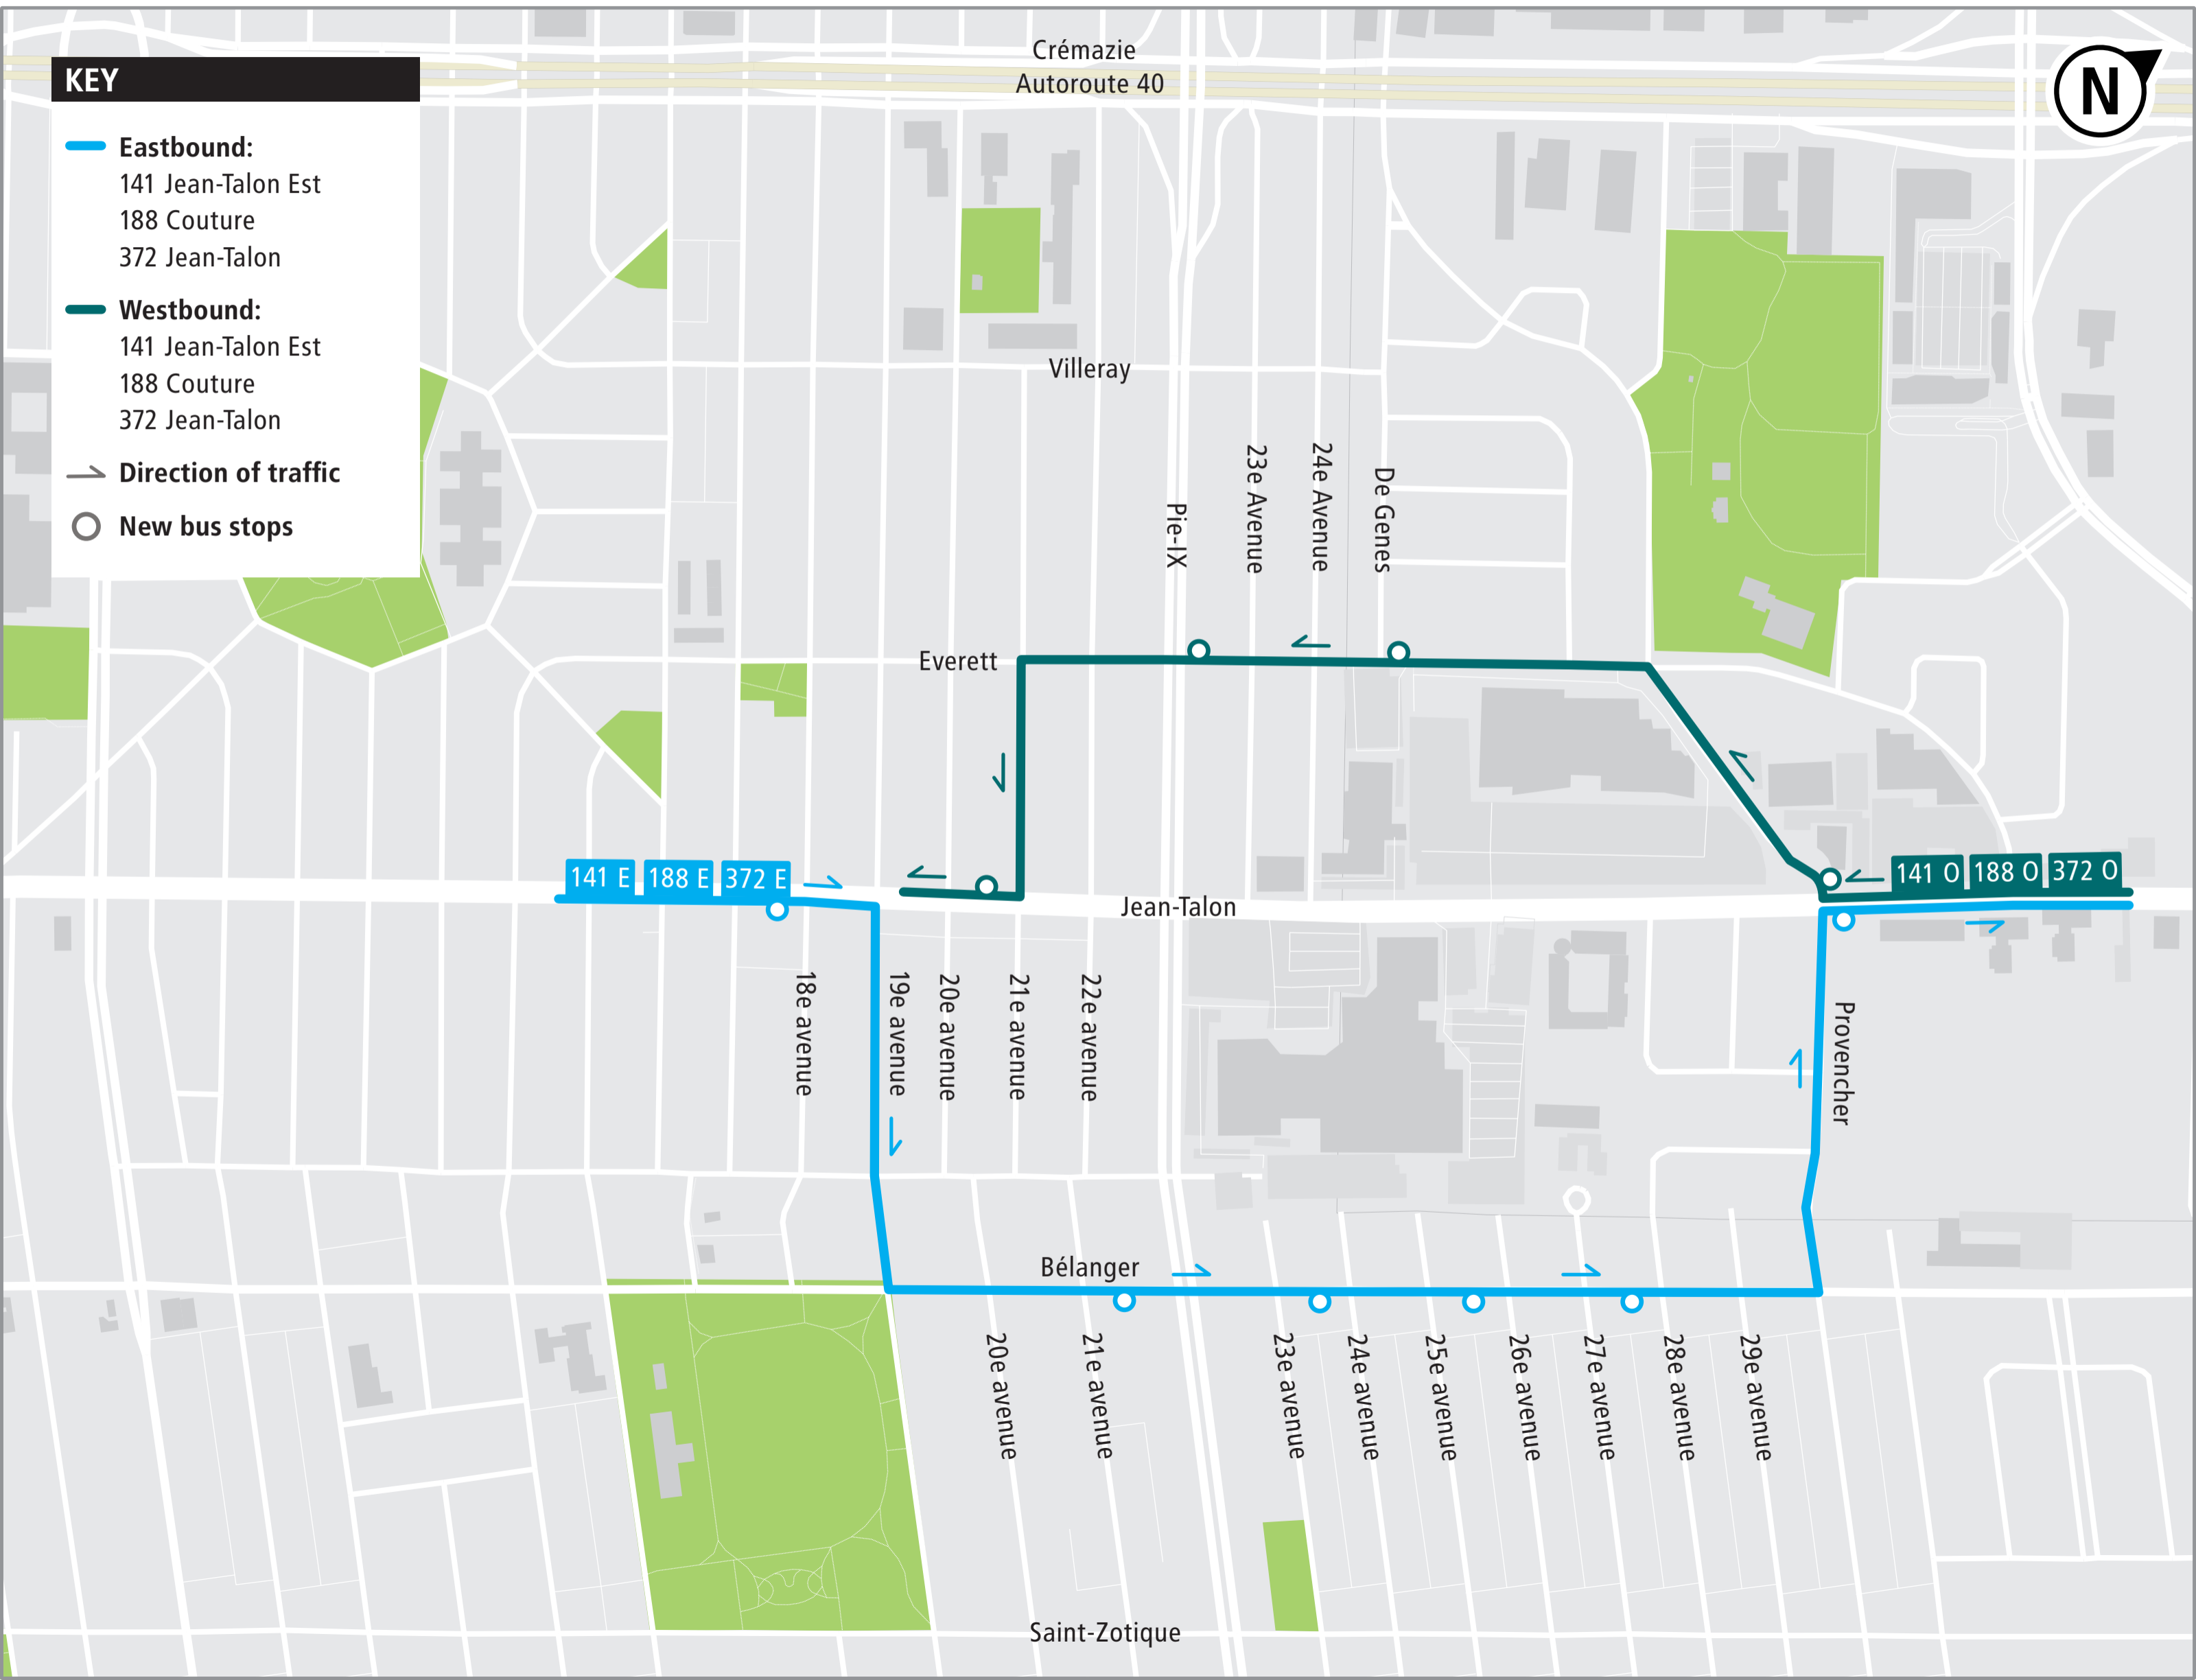 KEY
Eastbound:
141 Jean-Talon Est
188 Couture
372 Jean-Talon
Westbound:
141 Jean-Talon Est
188 Couture
372 Jean-Talon
Direction of traffic
New bus stops
Crémazie
Autoroute 40
N
Villeray
Pie-IX
23e Avenue
24e Avenue
De Genes
Everett
141 E 188 E 372 E
141 O 188 O 372 O
Jean-Talon
18e avenue
19e avenue
20e avenue
21e avenue
22e avenue
Provencher
Bélanger
20e avenue
21e avenue
23e avenue
24e avenue
25e avenue
26e avenue
27e avenue
28e avenue
29e avenue
Saint-Zotique